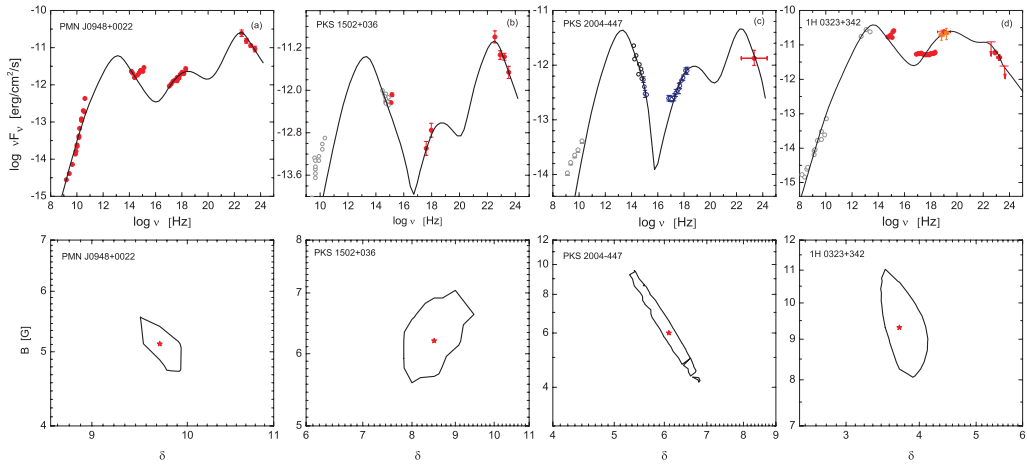 PMN J0948+0022 (a)
-10
-11
-12
-13
-14
-15
8 10 12 14 16 18 20 22 24
log ν [Hz]
log νFν [erg/cm²/s]
PKS 1502+036 (b)
-11.2
-12.0
-12.8
-13.6
10 12 14 16 18 20 22 24
log ν [Hz]
PKS 2004-447 (c)
-11
-12
-13
-14
8 10 12 14 16 18 20 22 24
log ν [Hz]
1H 0323+342 (d)
-10
-11
-12
-13
-14
-15
8 10 12 14 16 18 20 22 24
log ν [Hz]
PMN J0948+0022
7
6
5
4
9 10 11
δ
B [G]
PKS 1502+036
8
7
6
5
6 7 8 9 10 11
δ
PKS 2004-447
12
10
8
6
4
4 5 6 7 8 9
δ
1H 0323+342
12
11
10
9
8
7
3 4 5 6
δ